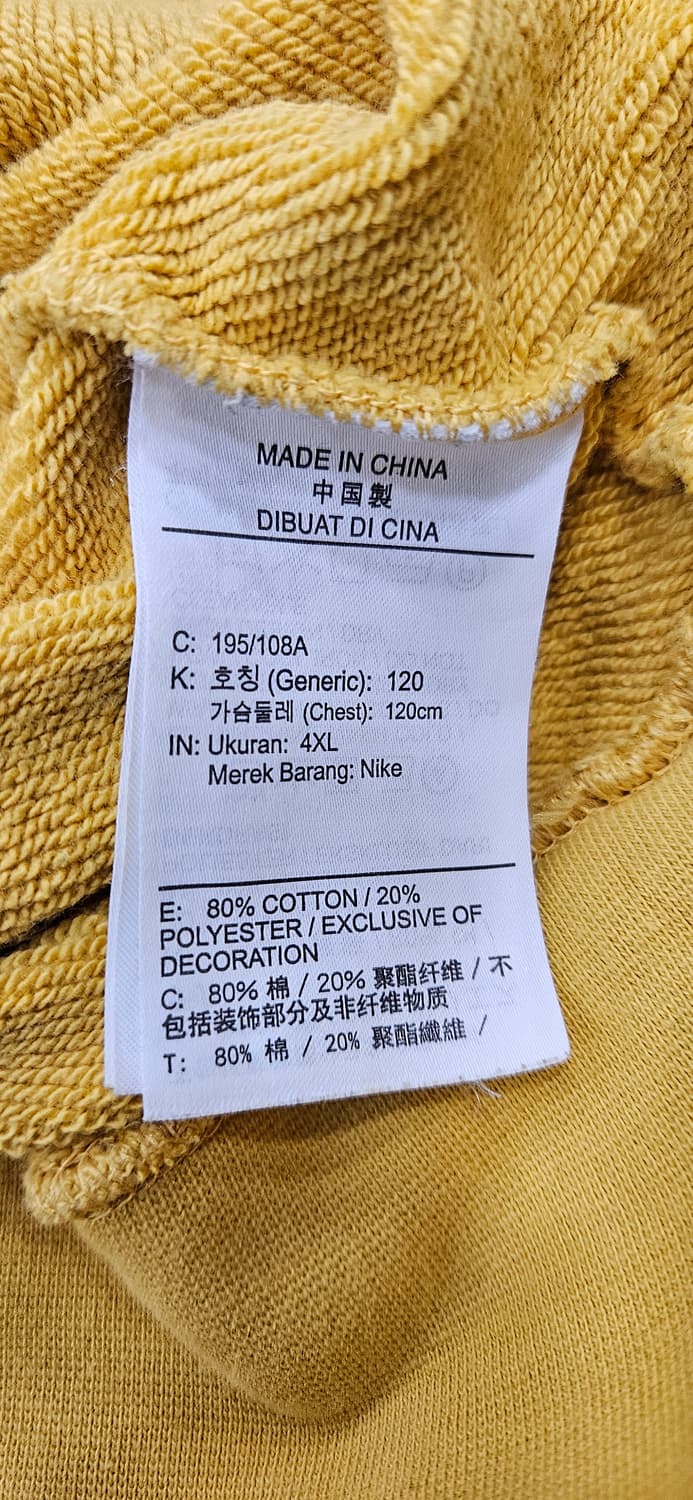 MADE IN CHINA
中国製
DIBUAT DI CINA
C: 195/108A
K: 호칭 (Generic): 120
가슴둘레 (Chest): 120cm
IN: Ukuran: 4XL
Merek Barang: Nike
E: 80% COTTON / 20%
POLYESTER / EXCLUSIVE OF
DECORATION
C: 80% 棉 / 20% 聚酯纤维 / 不
包括装饰部分及非纤维物质
T: 80% 棉 / 20% 聚酯纖維 /